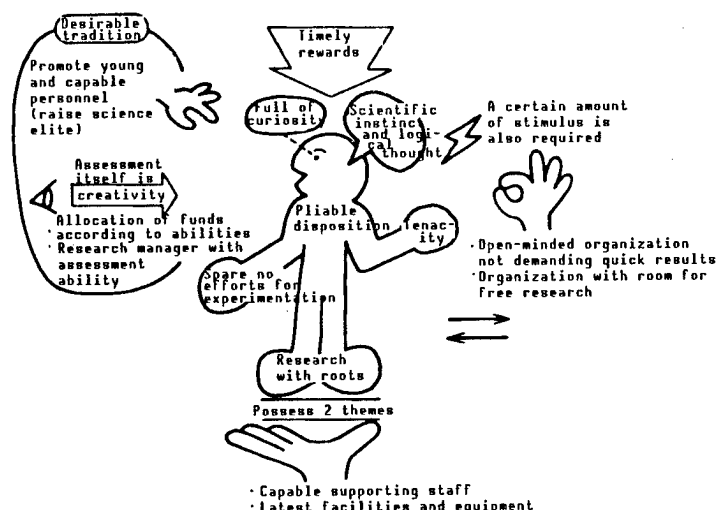 Desirable
tradition
Promote young
and capable
personnel
(raise science
elite)
Timely
rewards
Full of
curiosity
Scientific
instinct
and logi-
cal
thought
A certain amount
of stimulus is
also required
Assessment
itself is
creativity
Allocation of funds
·according to abilities
·Research manager with
assessment
ability
Pliable
disposition
Tenac-
ity
Spare no
efforts for
experimentation
·Open-minded organization
not demanding quick results
·Organization with room for
free research
Research
with roots
Possess 2 themes
·Capable supporting staff
·Latest facilities and equipment